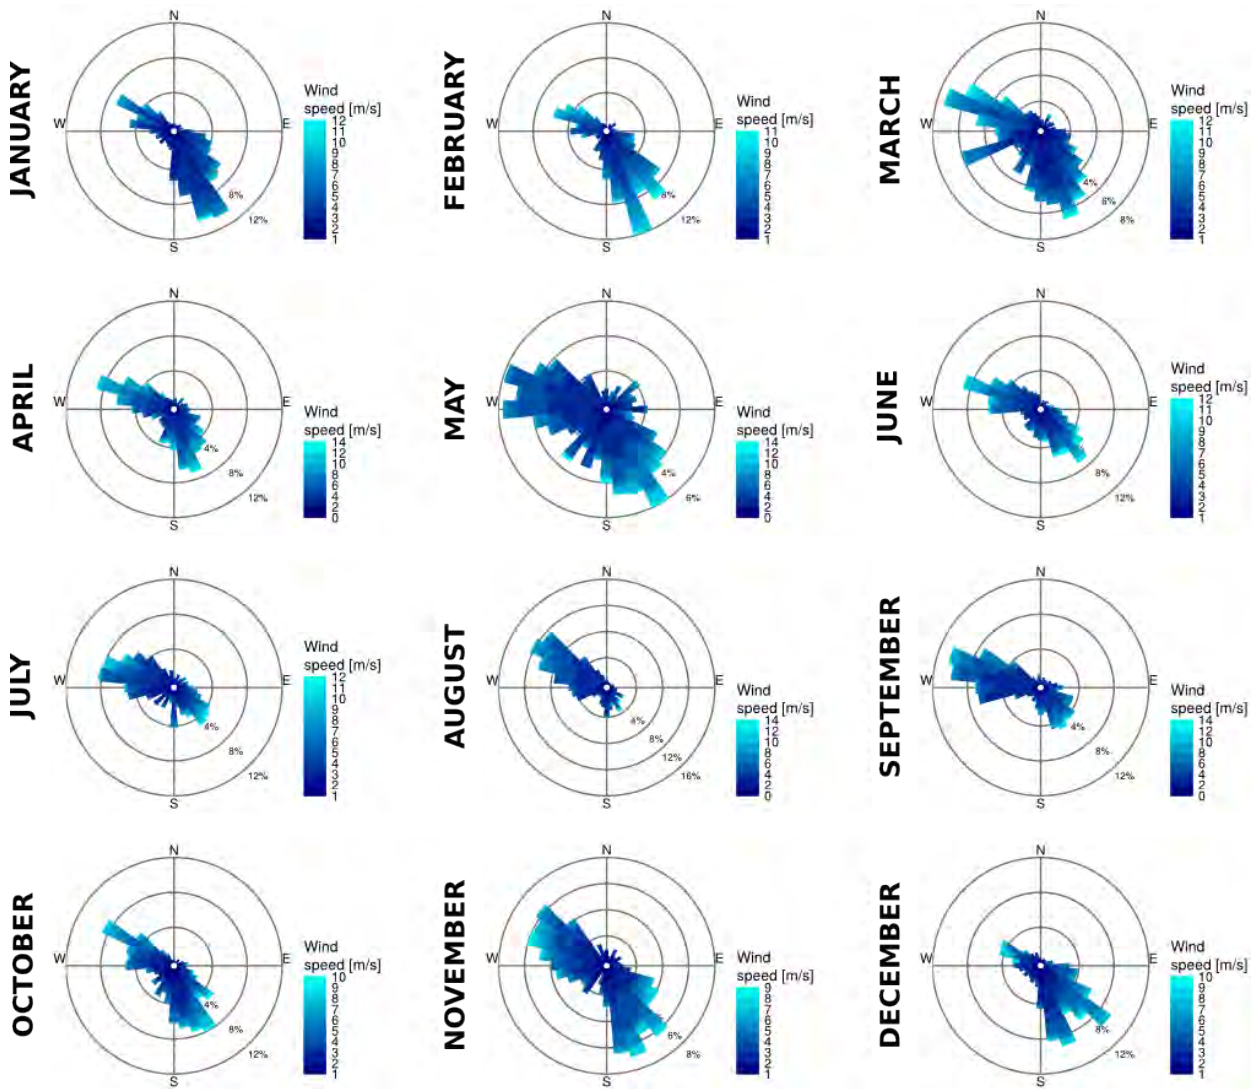 JANUARY
N
W
E
S
8%
12%
Wind
speed [m/s]
12
11
10
9
8
7
6
5
4
3
2
1
FEBRUARY
N
W
E
S
8%
12%
Wind
speed [m/s]
11
10
9
8
7
6
5
4
3
2
1
MARCH
N
W
E
S
4%
6%
8%
Wind
speed [m/s]
12
11
10
9
8
7
6
5
4
3
2
1
APRIL
N
W
E
S
4%
8%
12%
Wind
speed [m/s]
14
12
10
8
6
4
2
0
MAY
N
W
E
S
4%
6%
Wind
speed [m/s]
14
12
10
8
6
4
2
0
JUNE
N
W
E
S
8%
12%
Wind
speed [m/s]
12
11
10
9
8
7
6
5
4
3
2
1
JULY
N
W
E
S
4%
8%
12%
Wind
speed [m/s]
12
11
10
9
8
7
6
5
4
3
2
1
AUGUST
N
W
E
S
4%
8%
12%
16%
Wind
speed [m/s]
14
12
10
8
6
4
2
0
SEPTEMBER
N
W
E
S
4%
8%
12%
Wind
speed [m/s]
14
12
10
8
6
4
2
0
OCTOBER
N
W
E
S
4%
8%
12%
Wind
speed [m/s]
10
9
8
7
6
5
4
3
2
1
NOVEMBER
N
W
E
S
6%
8%
Wind
speed [m/s]
9
8
7
6
5
4
3
2
1
DECEMBER
N
W
E
S
8%
12%
Wind
speed [m/s]
10
9
8
7
6
5
4
3
2
1